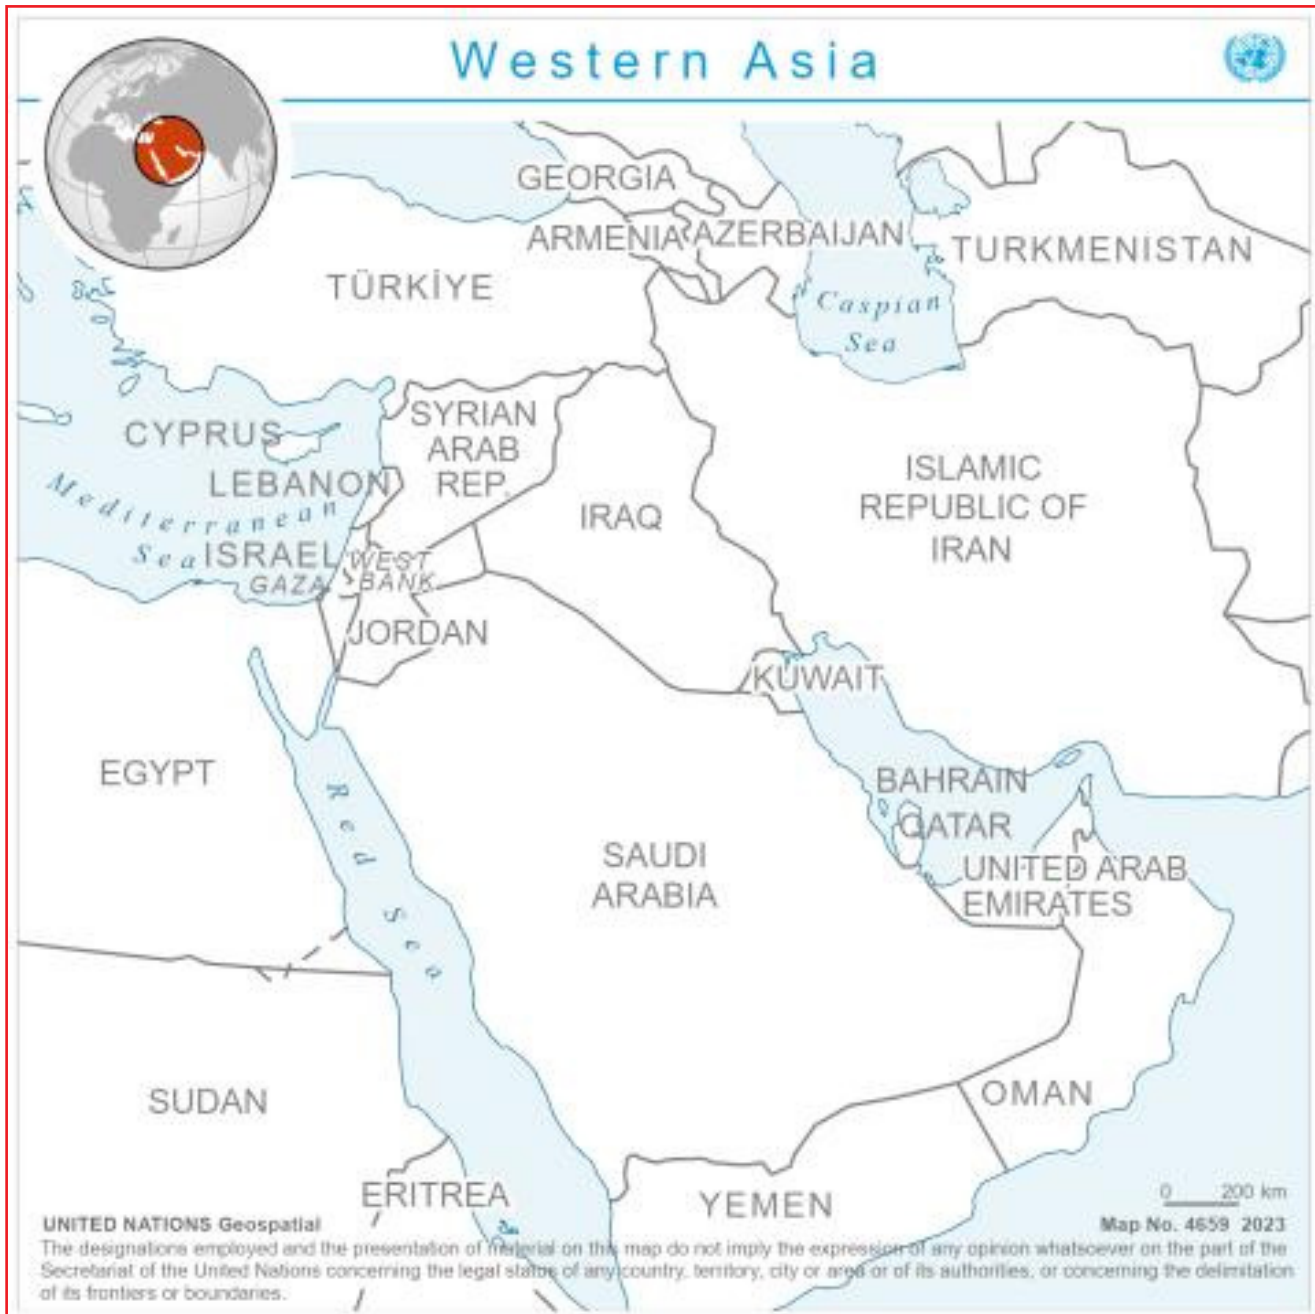 Western Asia
GEORGIA
ARMENIA
AZERBAIJAN
TURKMENISTAN
TÜRKİYE
Caspian
Sea
CYPRUS
SYRIAN
ARAB
REP.
LEBANON
Mediterranean
Sea
ISRAEL
WEST
BANK
GAZA
IRAQ
ISLAMIC
REPUBLIC OF
IRAN
JORDAN
KUWAIT
EGYPT
Red Sea
BAHRAIN
QATAR
SAUDI
ARABIA
UNITED ARAB
EMIRATES
SUDAN
OMAN
ERITREA
YEMEN
0 200 km
UNITED NATIONS Geospatial
Map No. 4659 2023
The designations employed and the presentation of material on this map do not imply the expression of any opinion whatsoever on the part of the
Secretariat of the United Nations concerning the legal status of any country, territory, city or area or of its authorities, or concerning the delimitation
of its frontiers or boundaries.